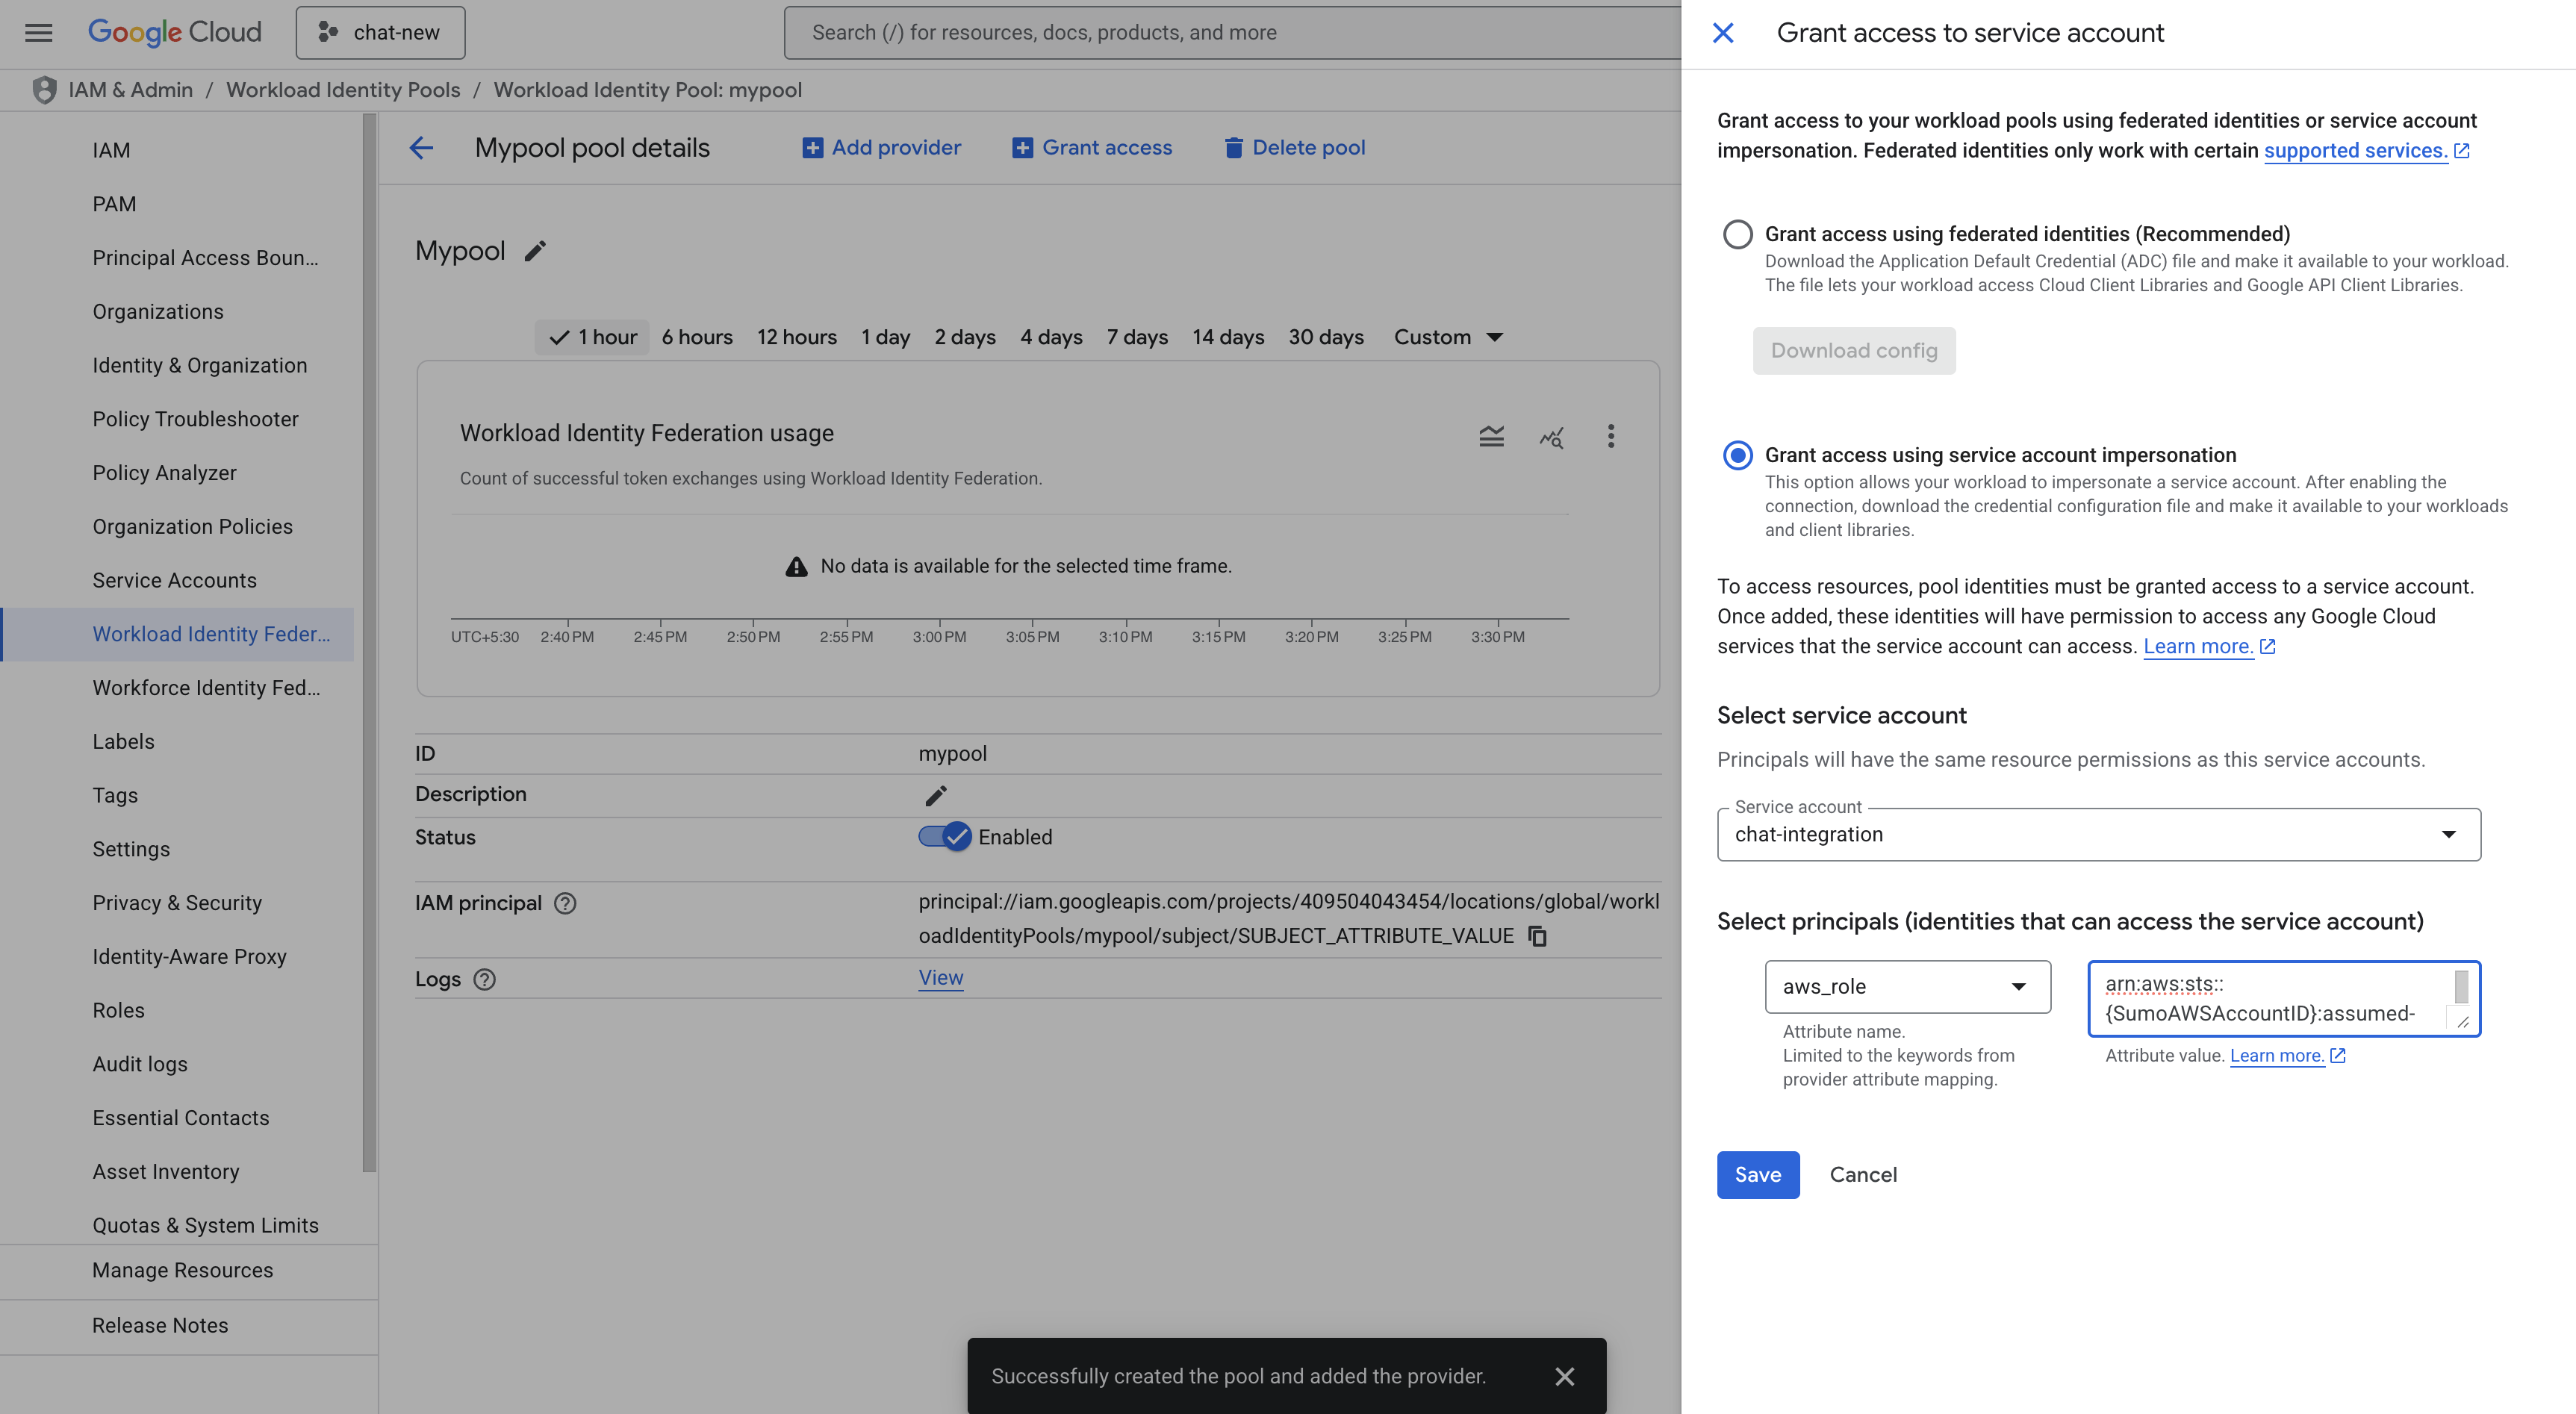 Google Cloud
chat-new
Search (/) for resources, docs, products, and more
IAM & Admin / Workload Identity Pools / Workload Identity Pool: mypool
IAM
PAM
Principal Access Boun...
Organizations
Identity & Organization
Policy Troubleshooter
Policy Analyzer
Organization Policies
Service Accounts
Workload Identity Feder...
Workforce Identity Fed...
Labels
Tags
Settings
Privacy & Security
Identity-Aware Proxy
Roles
Audit logs
Essential Contacts
Asset Inventory
Quotas & System Limits
Manage Resources
Release Notes
Mypool pool details
Add provider
Grant access
Delete pool
Mypool
1 hour 6 hours 12 hours 1 day 2 days 4 days 7 days 14 days 30 days Custom
Workload Identity Federation usage
Count of successful token exchanges using Workload Identity Federation.
No data is available for the selected time frame.
UTC+5:30 2:40 PM 2:45 PM 2:50 PM 2:55 PM 3:00 PM 3:05 PM 3:10 PM 3:15 PM 3:20 PM 3:25 PM 3:30 PM
ID mypool
Description
Status Enabled
IAM principal principal://iam.googleapis.com/projects/409504043454/locations/global/workl
oadIdentityPools/mypool/subject/SUBJECT_ATTRIBUTE_VALUE
Logs View
Successfully created the pool and added the provider.
Grant access to service account
Grant access to your workload pools using federated identities or service account
impersonation. Federated identities only work with certain supported services.
Grant access using federated identities (Recommended)
Download the Application Default Credential (ADC) file and make it available to your workload.
The file lets your workload access Cloud Client Libraries and Google API Client Libraries.
Download config
Grant access using service account impersonation
This option allows your workload to impersonate a service account. After enabling the
connection, download the credential configuration file and make it available to your workloads
and client libraries.
To access resources, pool identities must be granted access to a service account.
Once added, these identities will have permission to access any Google Cloud
services that the service account can access. Learn more.
Select service account
Principals will have the same resource permissions as this service accounts.
Service account
chat-integration
Select principals (identities that can access the service account)
aws_role
Attribute name.
Limited to the keywords from
provider attribute mapping.
arn:aws:sts::
{SumoAWSAccountID}:assumed-
Attribute value. Learn more.
Save
Cancel